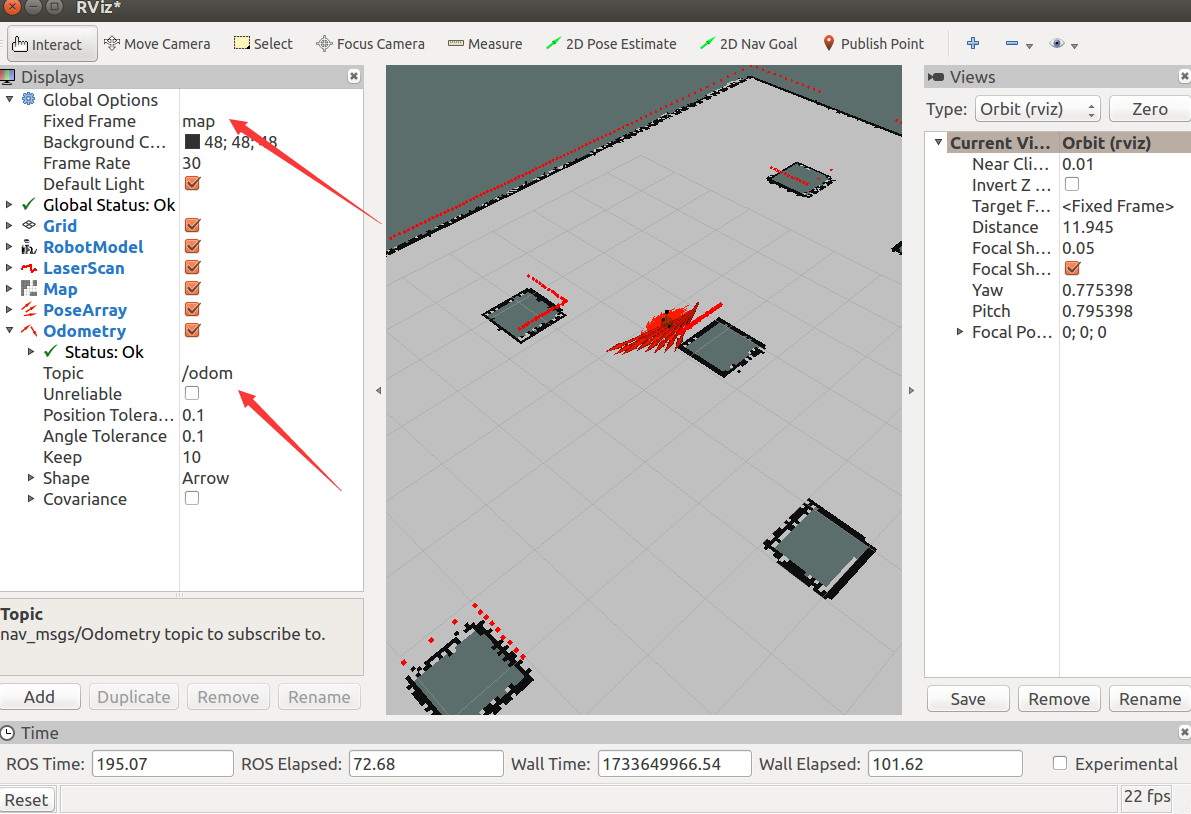 RViz*
Interact Move Camera Select Focus Camera Measure 2D Pose Estimate 2D Nav Goal Publish Point
Displays
Global Options
Fixed Frame map
Background C... 48; 48; 48
Frame Rate 30
Default Light
Global Status: Ok
Grid
RobotModel
LaserScan
Map
PoseArray
Odometry
Status: Ok
Topic /odom
Unreliable
Position Tolera... 0.1
Angle Tolerance 0.1
Keep 10
Shape Arrow
Covariance
Topic
nav_msgs/Odometry topic to subscribe to.
Add Duplicate Remove Rename
Views
Type: Orbit (rviz) Zero
Current Vi... Orbit (rviz)
Near Cli... 0.01
Invert Z ...
Target F... <Fixed Frame>
Distance 11.945
Focal Sh... 0.05
Focal Sh...
Yaw 0.775398
Pitch 0.795398
Focal Po... 0; 0; 0
Save Remove Rename
Time
ROS Time: 195.07 ROS Elapsed: 72.68 Wall Time: 1733649966.54 Wall Elapsed: 101.62 Experimental
Reset 22 fps